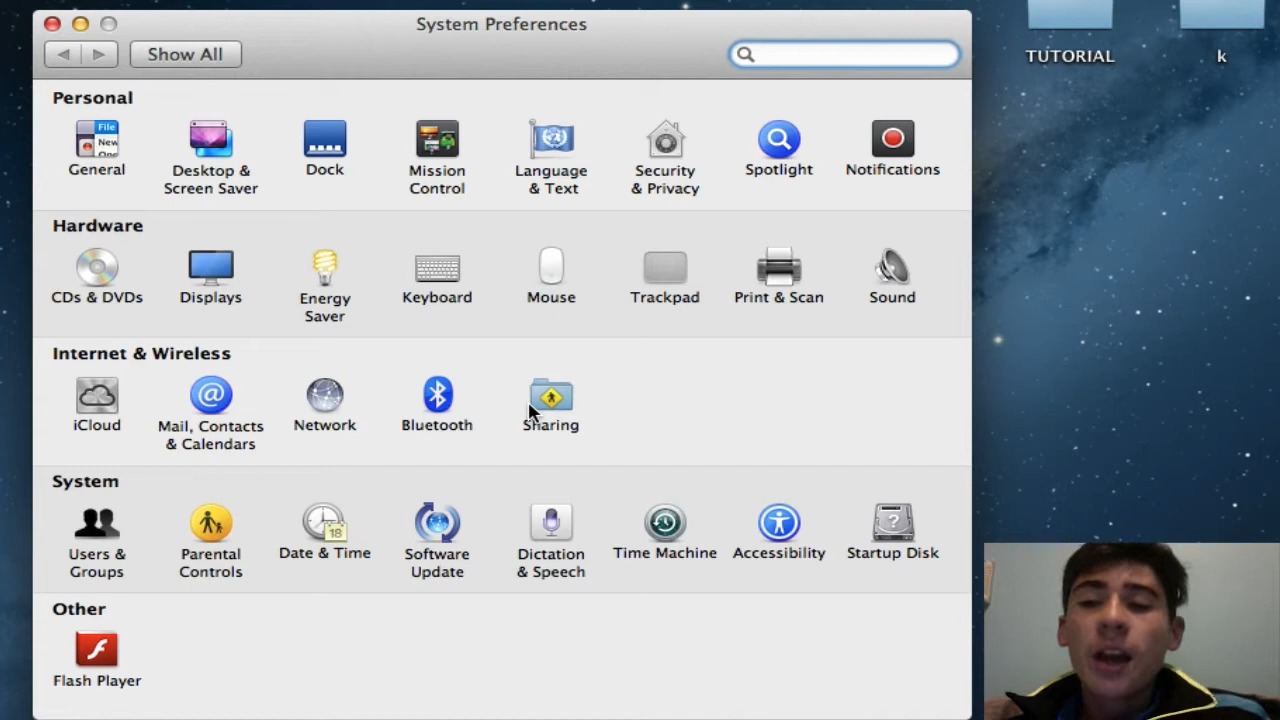 System Preferences
Show All
TUTORIAL
k
Personal
General
Desktop &
Screen Saver
Dock
Mission
Control
Language
& Text
Security
& Privacy
Spotlight
Notifications
Hardware
CDs & DVDs
Displays
Energy
Saver
Keyboard
Mouse
Trackpad
Print & Scan
Sound
Internet & Wireless
iCloud
Mail, Contacts
& Calendars
Network
Bluetooth
Sharing
System
Users &
Groups
Parental
Controls
Date & Time
18
Software
Update
Dictation
& Speech
Time Machine
Accessibility
Startup Disk
Other
Flash Player
File
New